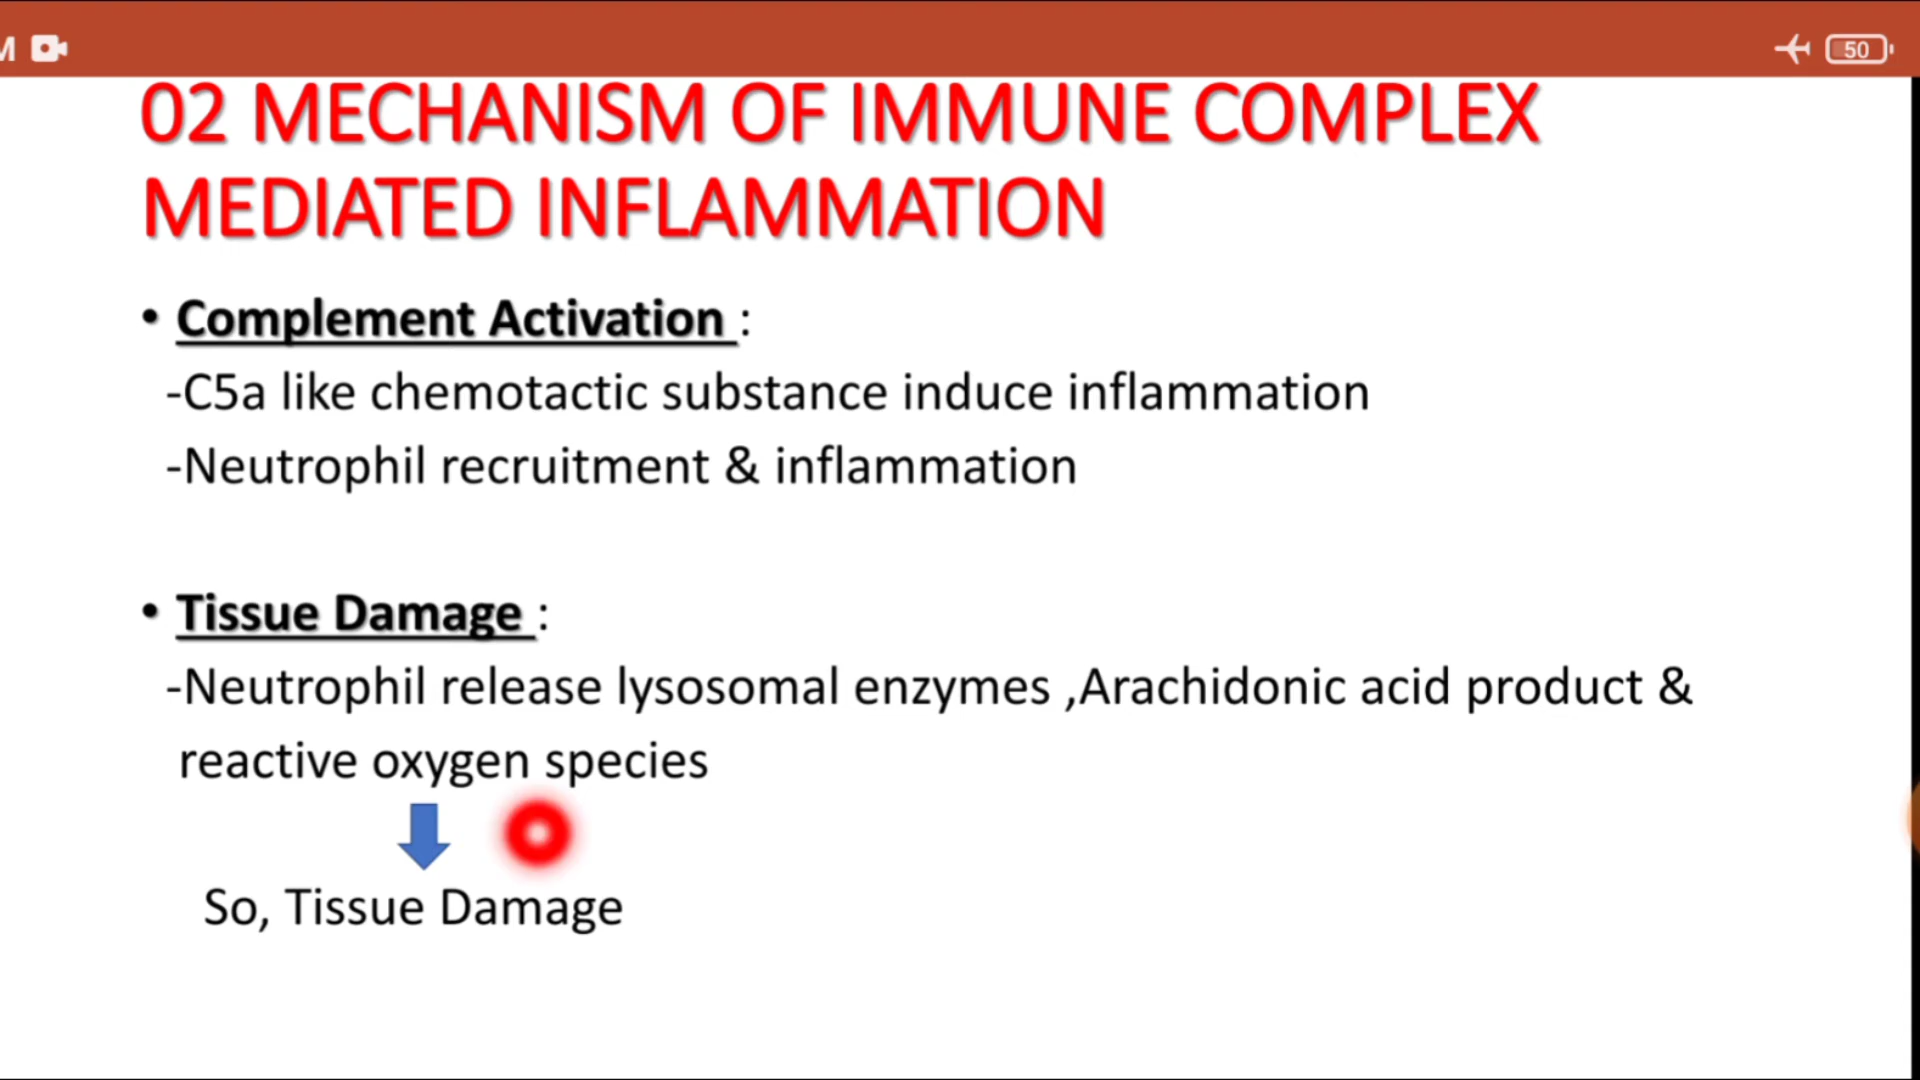 M
50
02 MECHANISM OF IMMUNE COMPLEX
MEDIATED INFLAMMATION
• Complement Activation :
-C5a like chemotactic substance induce inflammation
-Neutrophil recruitment & inflammation
• Tissue Damage :
-Neutrophil release lysosomal enzymes ,Arachidonic acid product &
reactive oxygen species
So, Tissue Damage